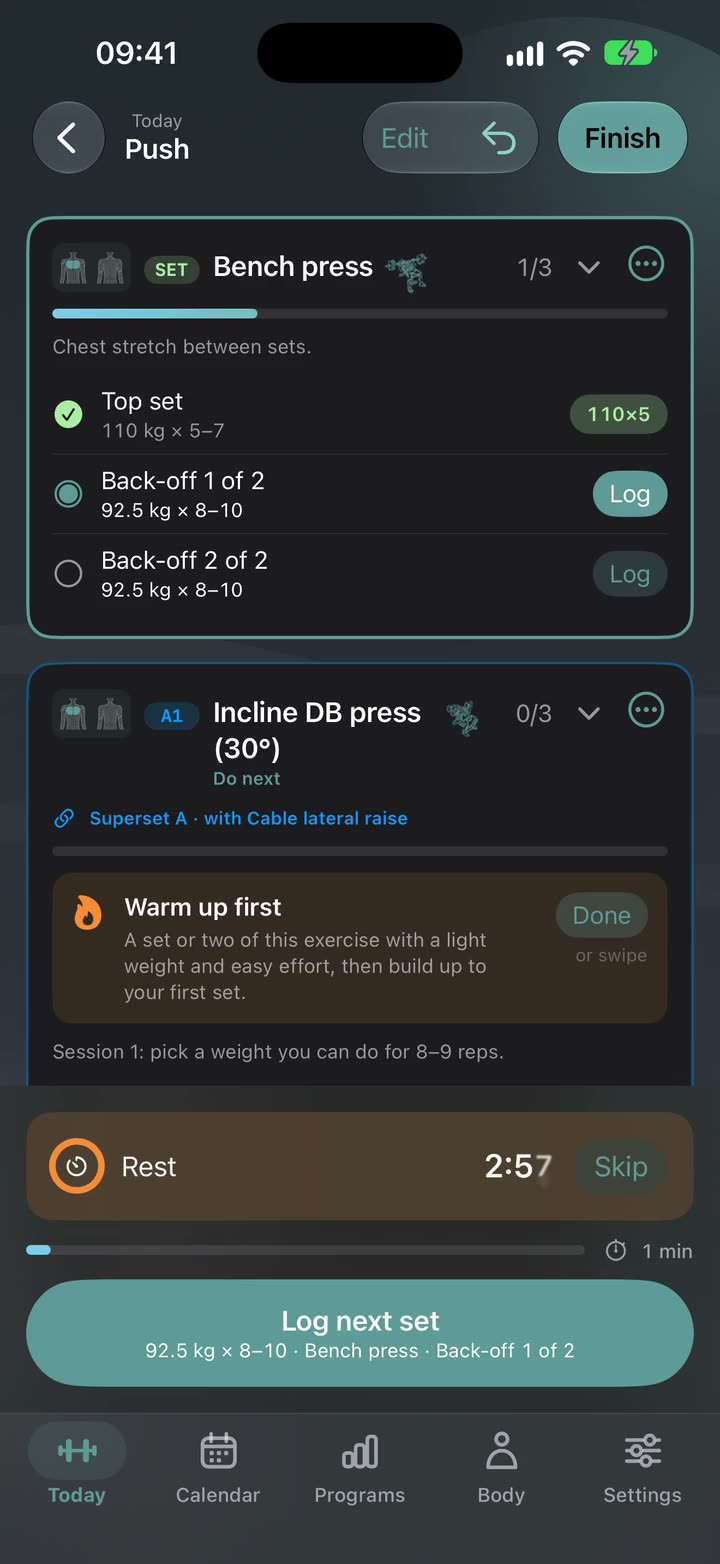 09:41
Today
Push
Edit
Finish
SET
Bench press
1/3
Chest stretch between sets.
Top set
110 kg × 5–7
110×5
Back-off 1 of 2
92.5 kg × 8–10
Log
Back-off 2 of 2
92.5 kg × 8–10
Log
A1
Incline DB press
(30°)
0/3
Do next
Superset A · with Cable lateral raise
Warm up first
A set or two of this exercise with a light
weight and easy effort, then build up to
your first set.
Done
or swipe
Session 1: pick a weight you can do for 8–9 reps.
Rest
2:57
Skip
1 min
Log next set
92.5 kg × 8–10 · Bench press · Back-off 1 of 2
Today
Calendar
Programs
Body
Settings